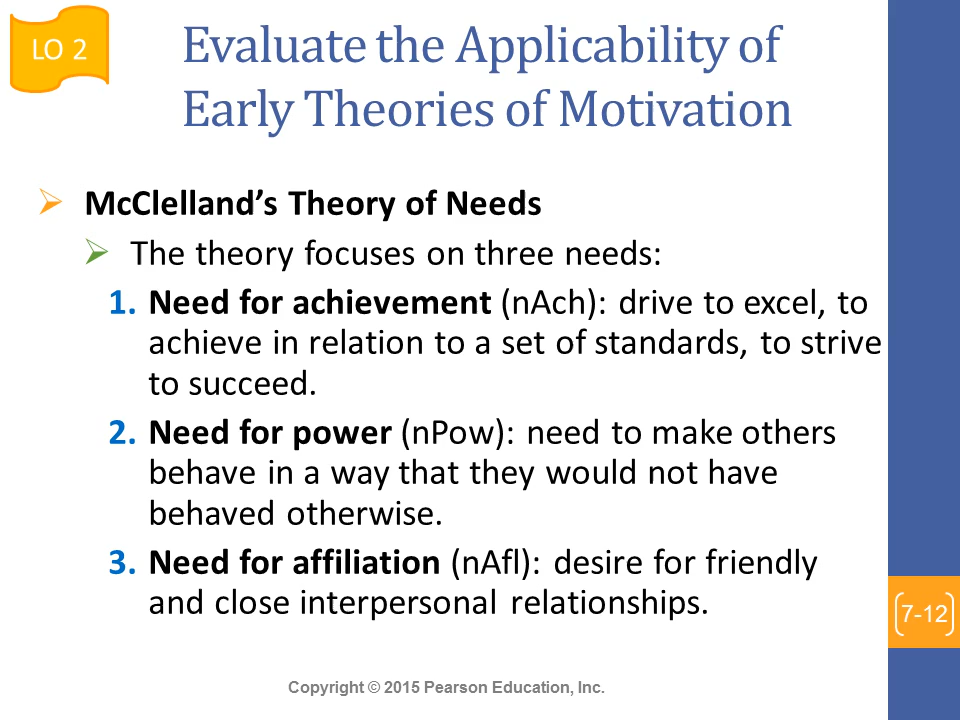 LO 2
Evaluate the Applicability of
Early Theories of Motivation
McClelland’s Theory of Needs
The theory focuses on three needs:
1. Need for achievement (nAch): drive to excel, to
achieve in relation to a set of standards, to strive
to succeed.
2. Need for power (nPow): need to make others
behave in a way that they would not have
behaved otherwise.
3. Need for affiliation (nAfl): desire for friendly
and close interpersonal relationships.
7-12
Copyright © 2015 Pearson Education, Inc.